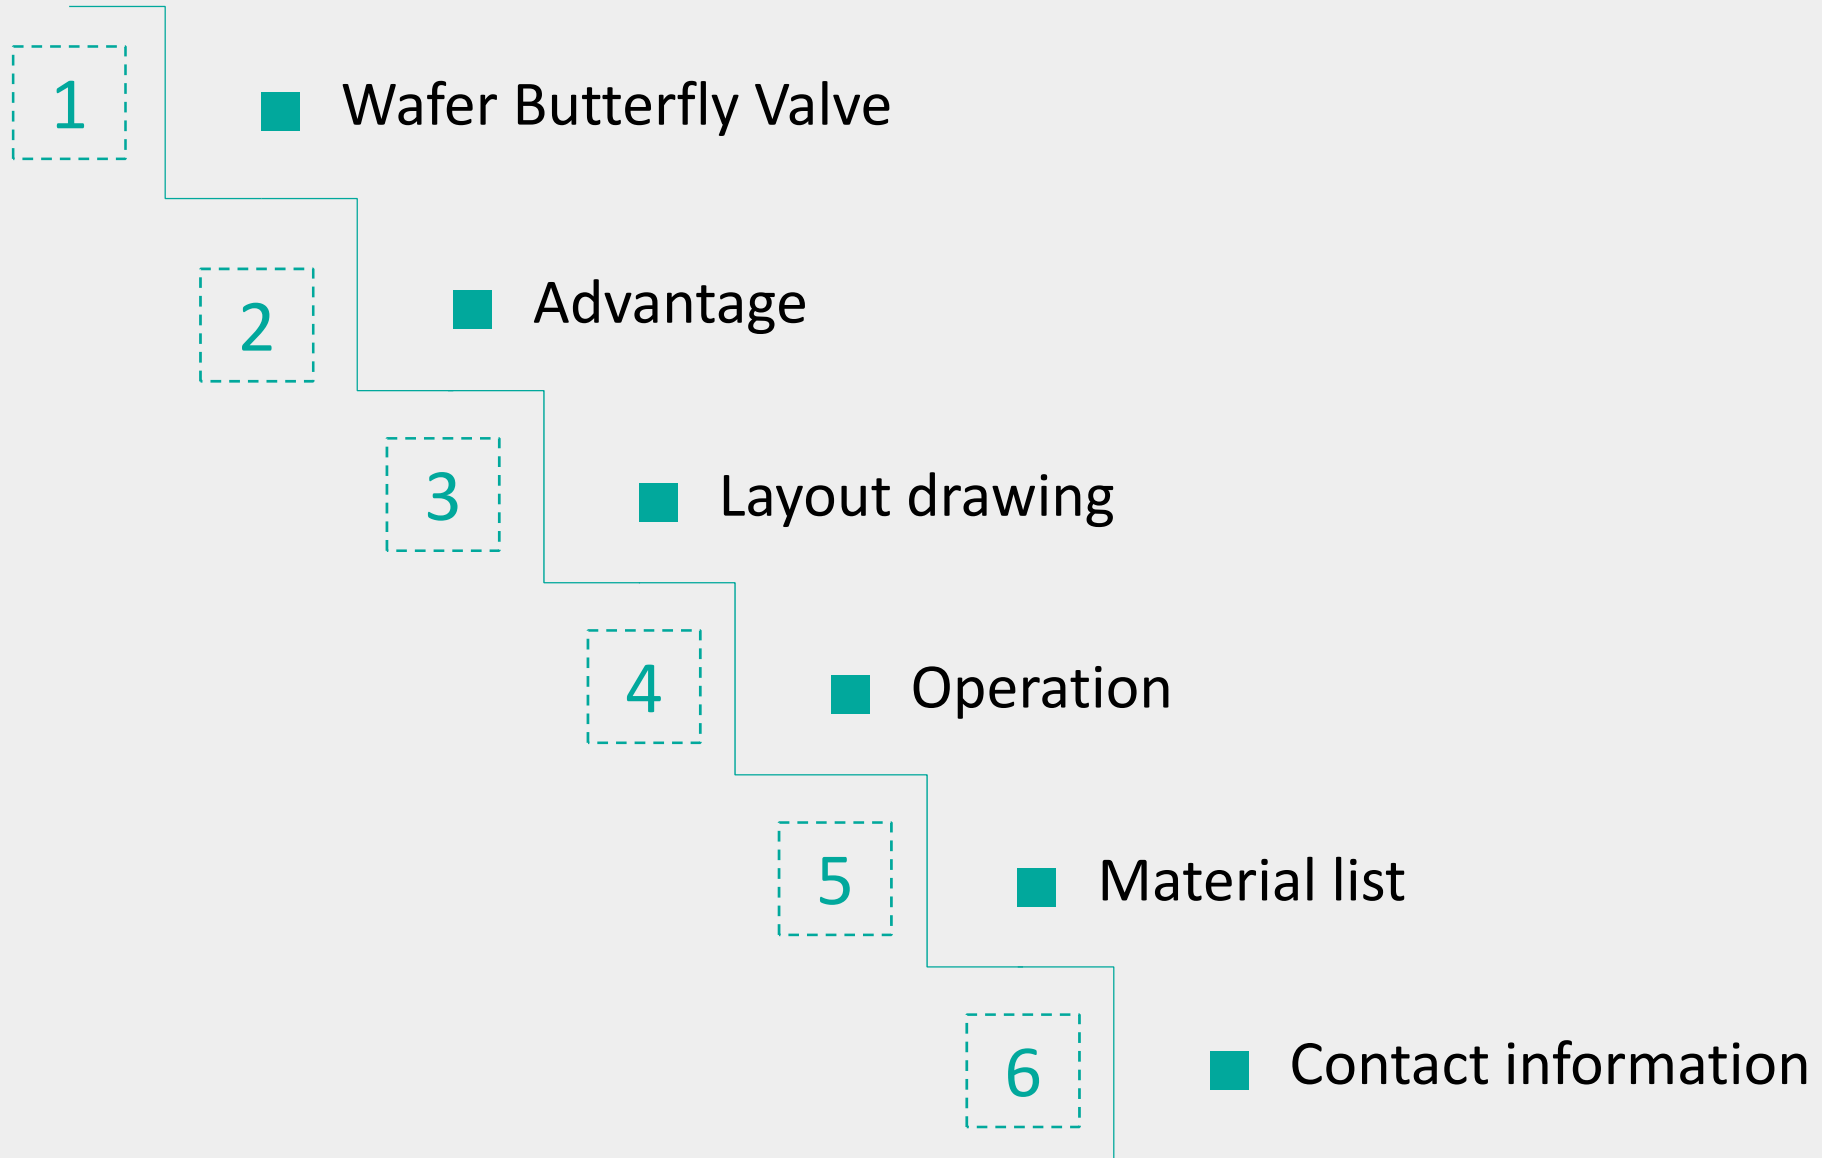 1 Wafer Butterfly Valve
2 Advantage
3 Layout drawing
4 Operation
5 Material list
6 Contact information